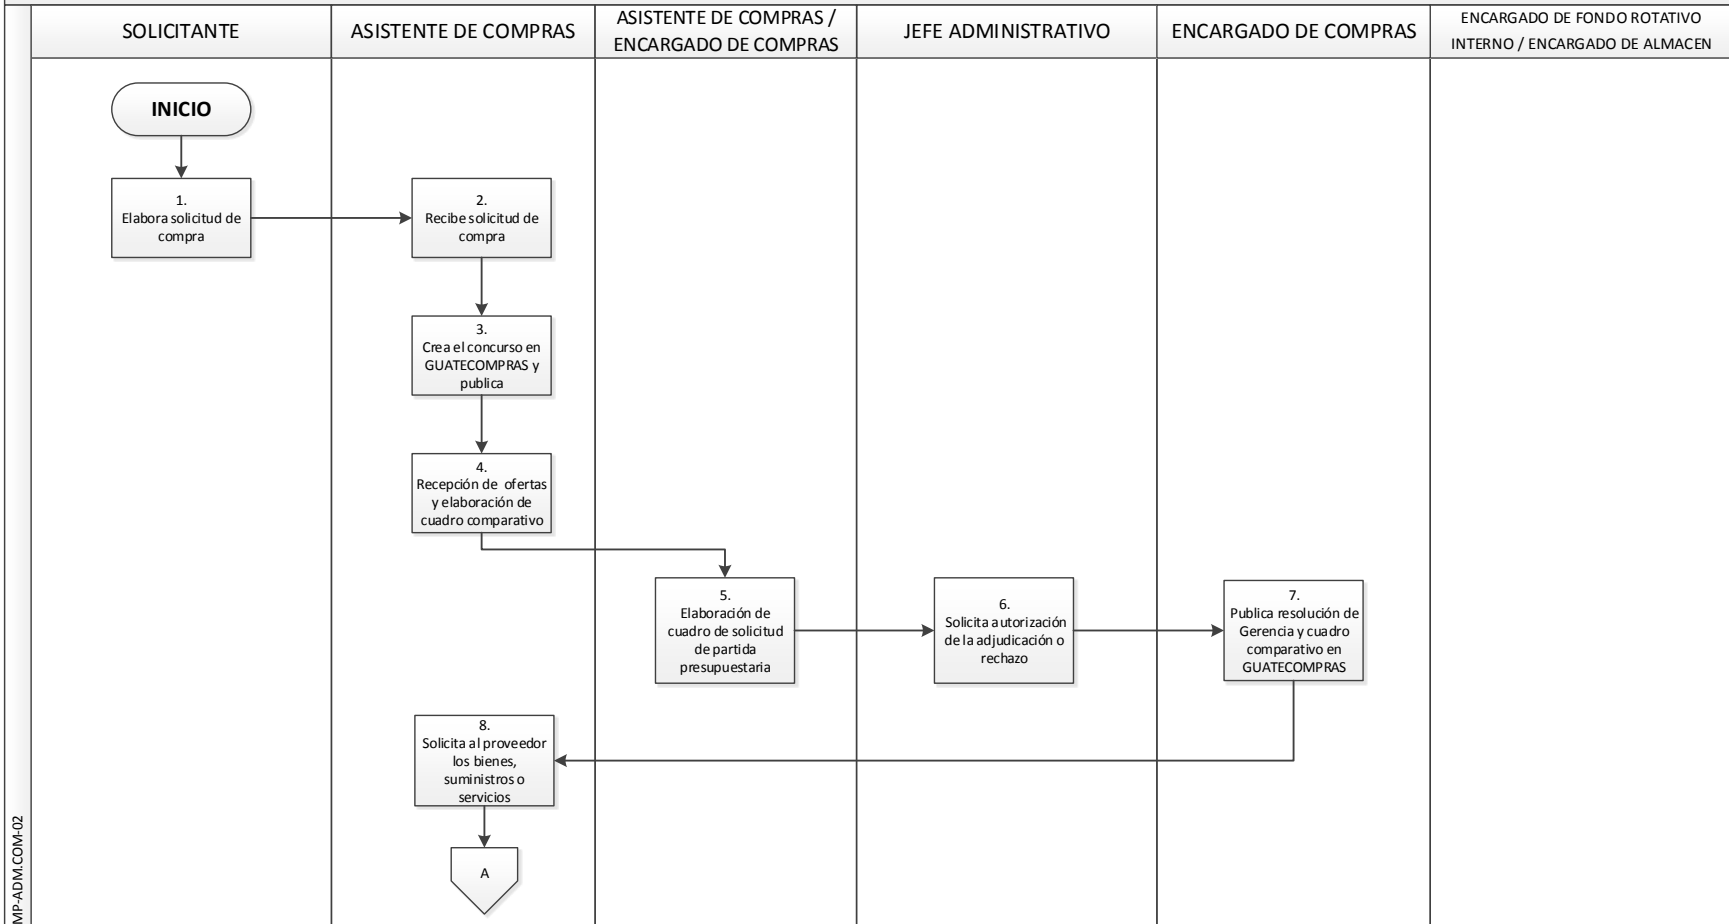 SOLICITANTE
ASISTENTE DE COMPRAS
ASISTENTE DE COMPRAS /
ENCARGADO DE COMPRAS
JEFE ADMINISTRATIVO
ENCARGADO DE COMPRAS
ENCARGADO DE FONDO ROTATIVO
INTERNO / ENCARGADO DE ALMACEN
INICIO
1.
Elabora solicitud de
compra
2.
Recibe solicitud de
compra
3.
Crea el concurso en
GUATECOMPRAS y
publica
4.
Recepción de ofertas
y elaboración de
cuadro comparativo
5.
Elaboración de
cuadro de solicitud
de partida
presupuestaria
6.
Solicita autorización
de la adjudicación o
rechazo
7.
Publica resolución de
Gerencia y cuadro
comparativo en
GUATECOMPRAS
8.
Solicita al proveedor
los bienes,
suministros o
servicios
A
MP-ADM.COM-02